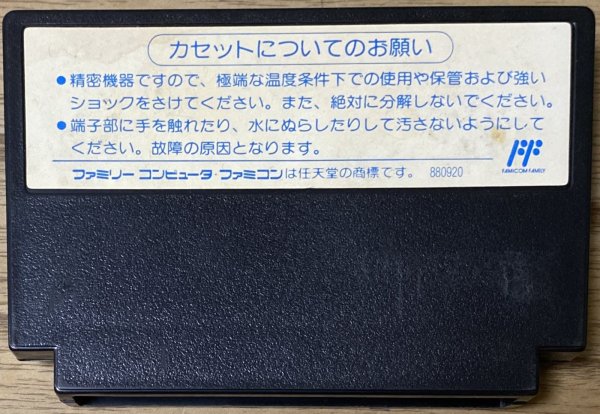 カセットについてのお願い
●精密機器ですので、極端な温度条件下での使用や保管および強い
ショックをさけてください。また、絶対に分解しないでください。
●端子部に手を触れたり、水にぬらしたりして汚さないようにして
ください。故障の原因となります。
ファミリーコンピュータ・ファミコンは任天堂の商標です。 880920
FF
FAMICOM FAMILY